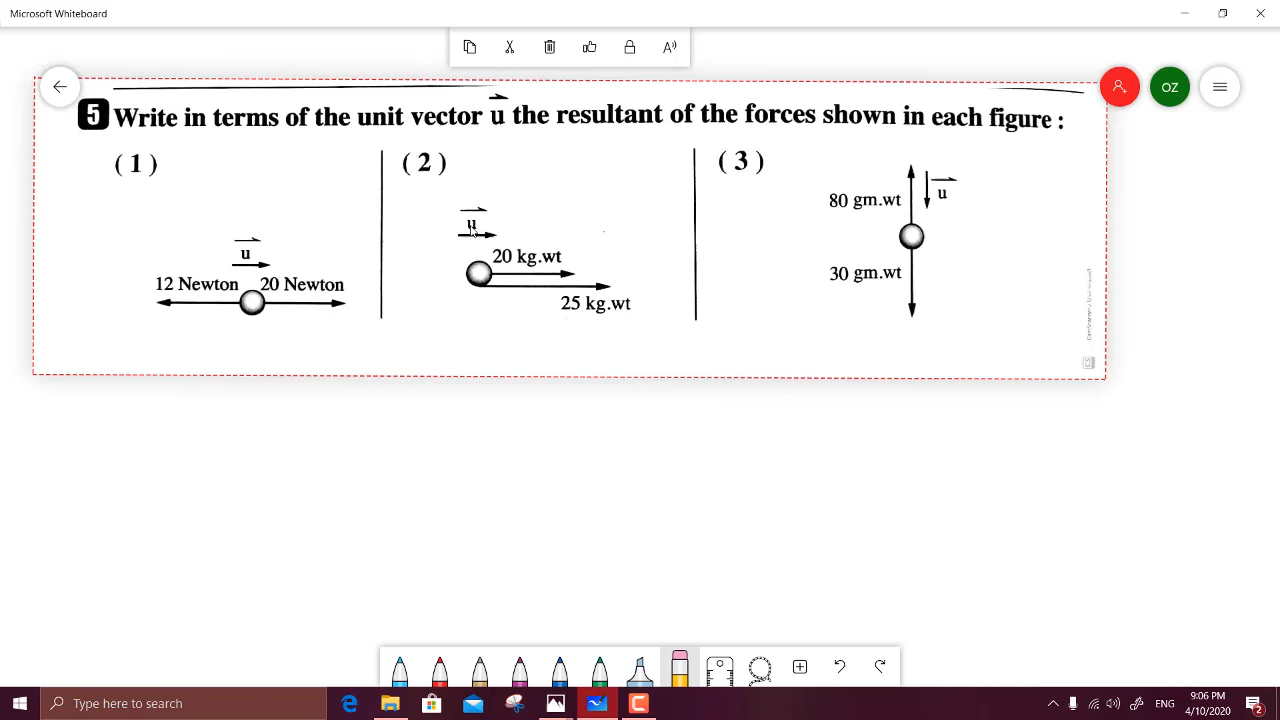 Microsoft Whiteboard
OZ
5 Write in terms of the unit vector u the resultant of the forces shown in each figure :
( 1 )
( 2 )
( 3 )
u
12 Newton
20 Newton
u
20 kg.wt
25 kg.wt
80 gm.wt
u
30 gm.wt
Type here to search
ENG
9:06 PM
4/10/2020
2